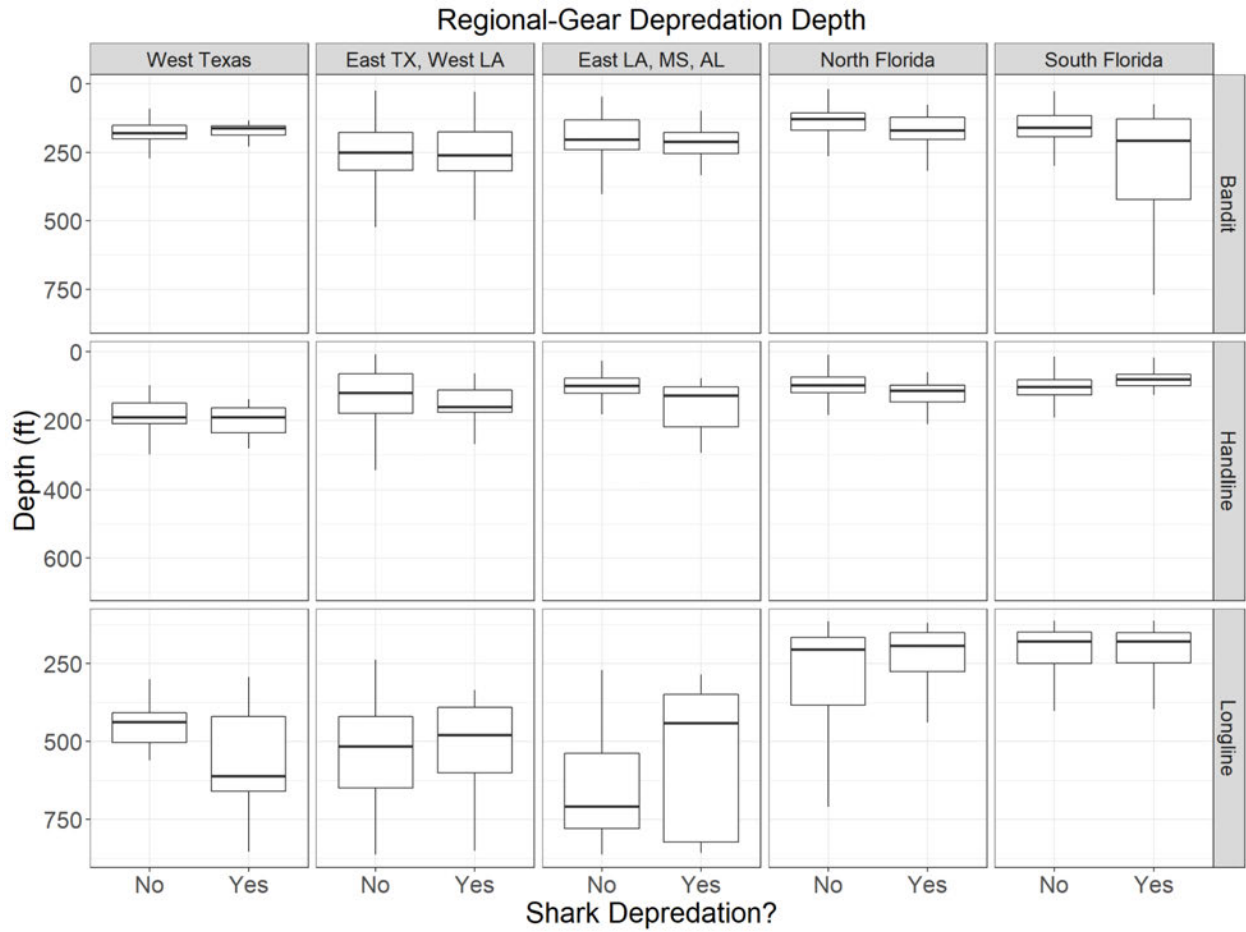 Regional-Gear Depredation Depth
West Texas
East TX, West LA
East LA, MS, AL
North Florida
South Florida
0
250
500
750
Bandit
0
200
400
600
Handline
250
500
750
Longline
Depth (ft)
No Yes No Yes No Yes No Yes No Yes
Shark Depredation?